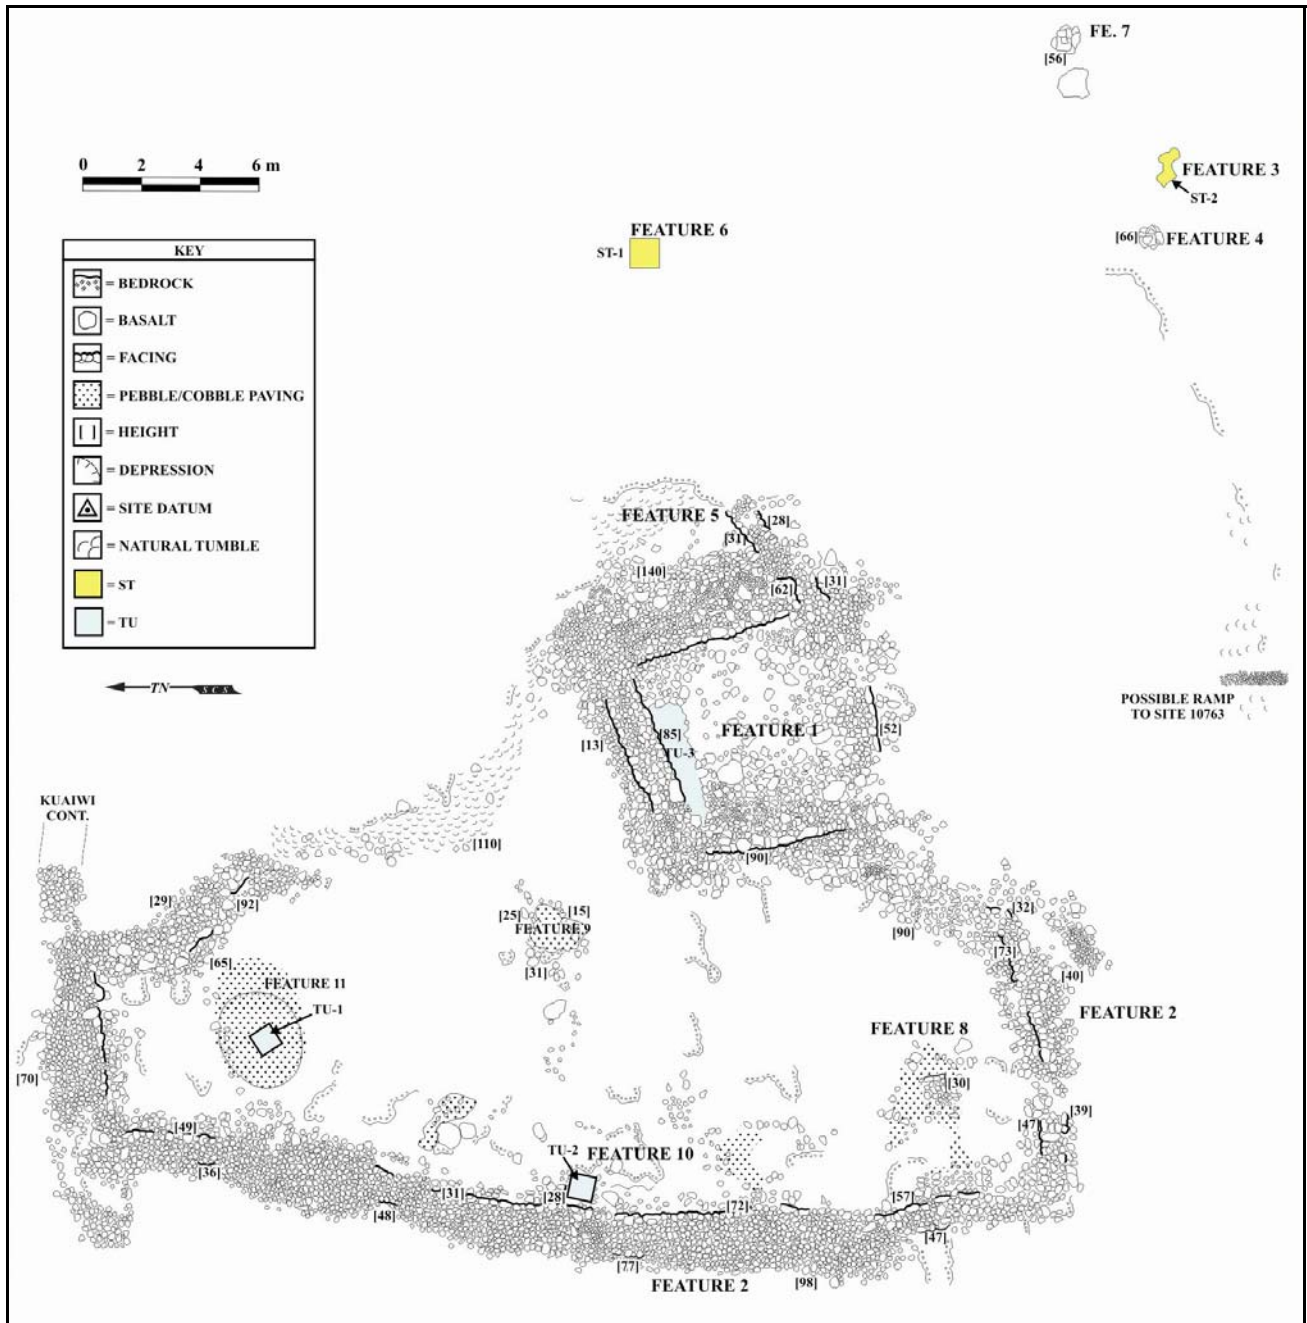 FE. 7
[56]
0 2 4 6 m
FEATURE 3
ST-2
FEATURE 6
ST-1
[66]
FEATURE 4
KEY
= BEDROCK
= BASALT
= FACING
= PEBBLE/COBBLE PAVING
[ ] = HEIGHT
= DEPRESSION
= SITE DATUM
= NATURAL TUMBLE
= ST
= TU
TN
SCS
FEATURE 5
[28]
[31]
[140]
[62]
[31]
POSSIBLE RAMP
TO SITE 10763
[13]
[85]
TU-3
FEATURE 1
[52]
KUAIWI
CONT.
[110]
[90]
[29]
[92]
[25]
[15]
FEATURE 9
[31]
[32]
[90]
[73]
[40]
[65]
FEATURE 11
TU-1
FEATURE 2
FEATURE 8
[70]
[30]
[39]
[47]
[49]
[36]
TU-2
FEATURE 10
[31]
[28]
[72]
[57]
[48]
[47]
[77]
FEATURE 2
[98]